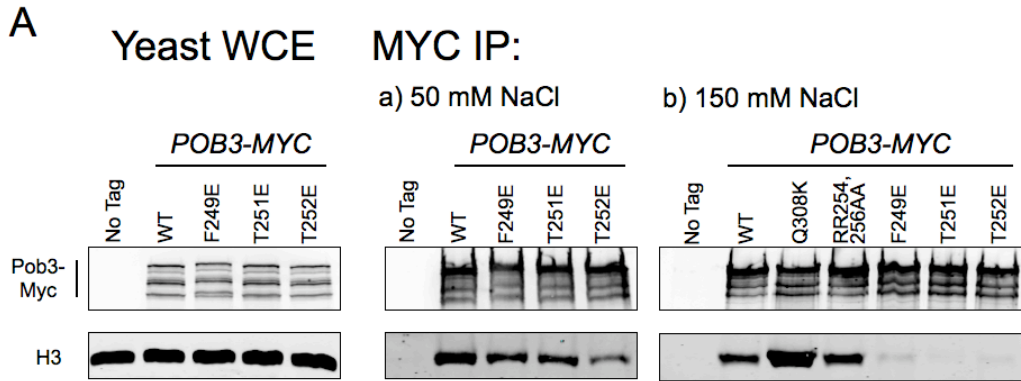 A
Yeast WCE
MYC IP:
a) 50 mM NaCl
b) 150 mM NaCl
POB3-MYC
POB3-MYC
POB3-MYC
No Tag
WT
F249E
T251E
T252E
No Tag
WT
F249E
T251E
T252E
No Tag
WT
Q308K
RR254,
256AA
F249E
T251E
T252E
Pob3-
Myc
H3